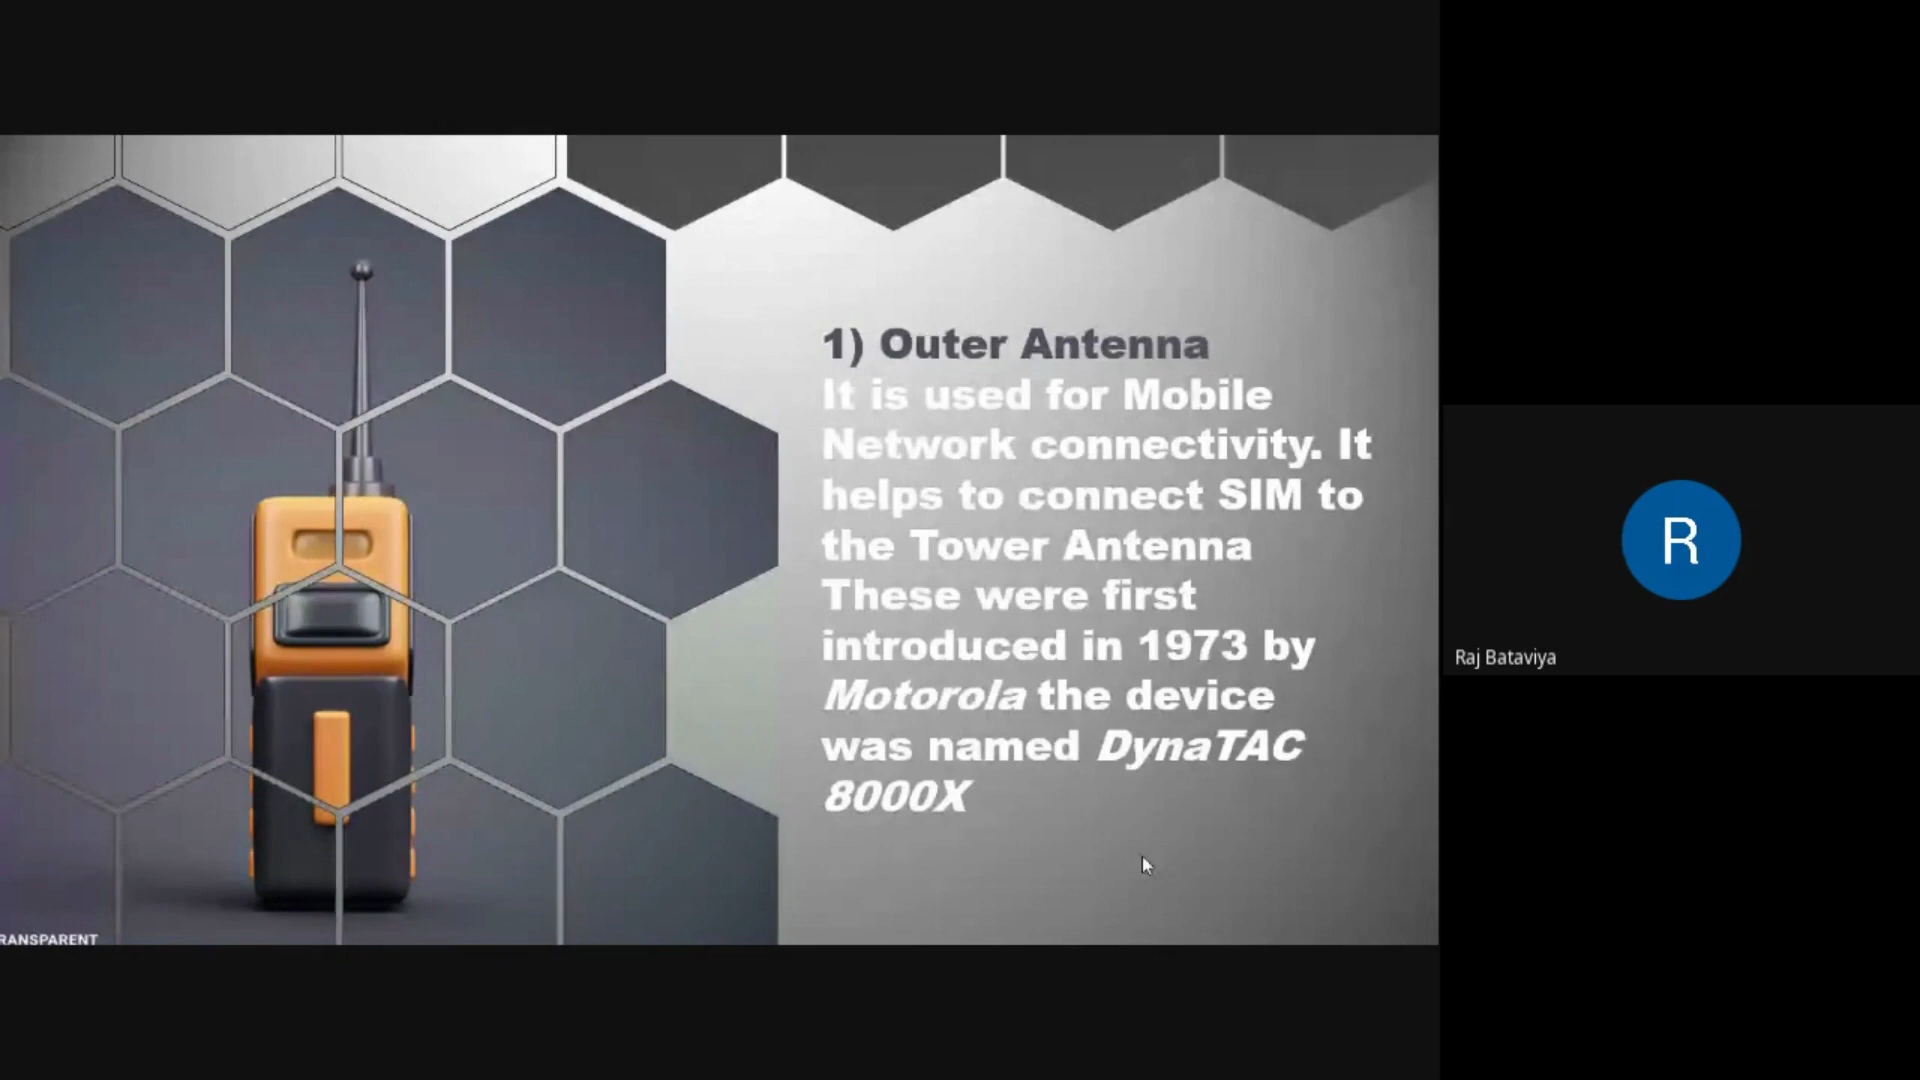 1) Outer Antenna
It is used for Mobile
Network connectivity. It
helps to connect SIM to
the Tower Antenna
These were first
introduced in 1973 by
Motorola the device
was named DynaTAC
8000X
RANSPARENT
R
Raj Bataviya